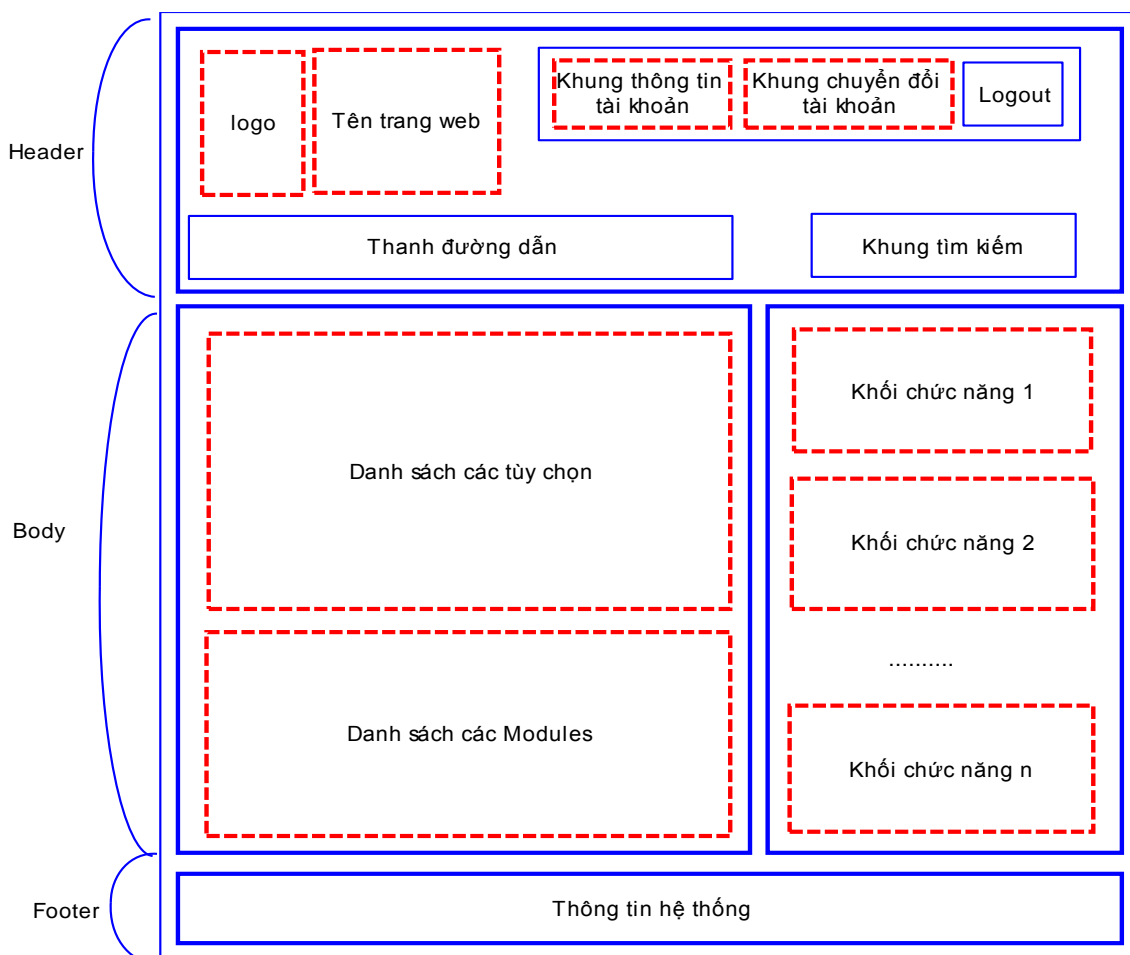 Header
logo
Tên trang web
Khung thông tin
tài khoản
Khung chuyển đổi
tài khoản
Logout
Thanh đường dẫn
Khung tìm kiếm
Body
Danh sách các tùy chọn
Danh sách các Modules
Khối chức năng 1
Khối chức năng 2
..........
Khối chức năng n
Footer
Thông tin hệ thống